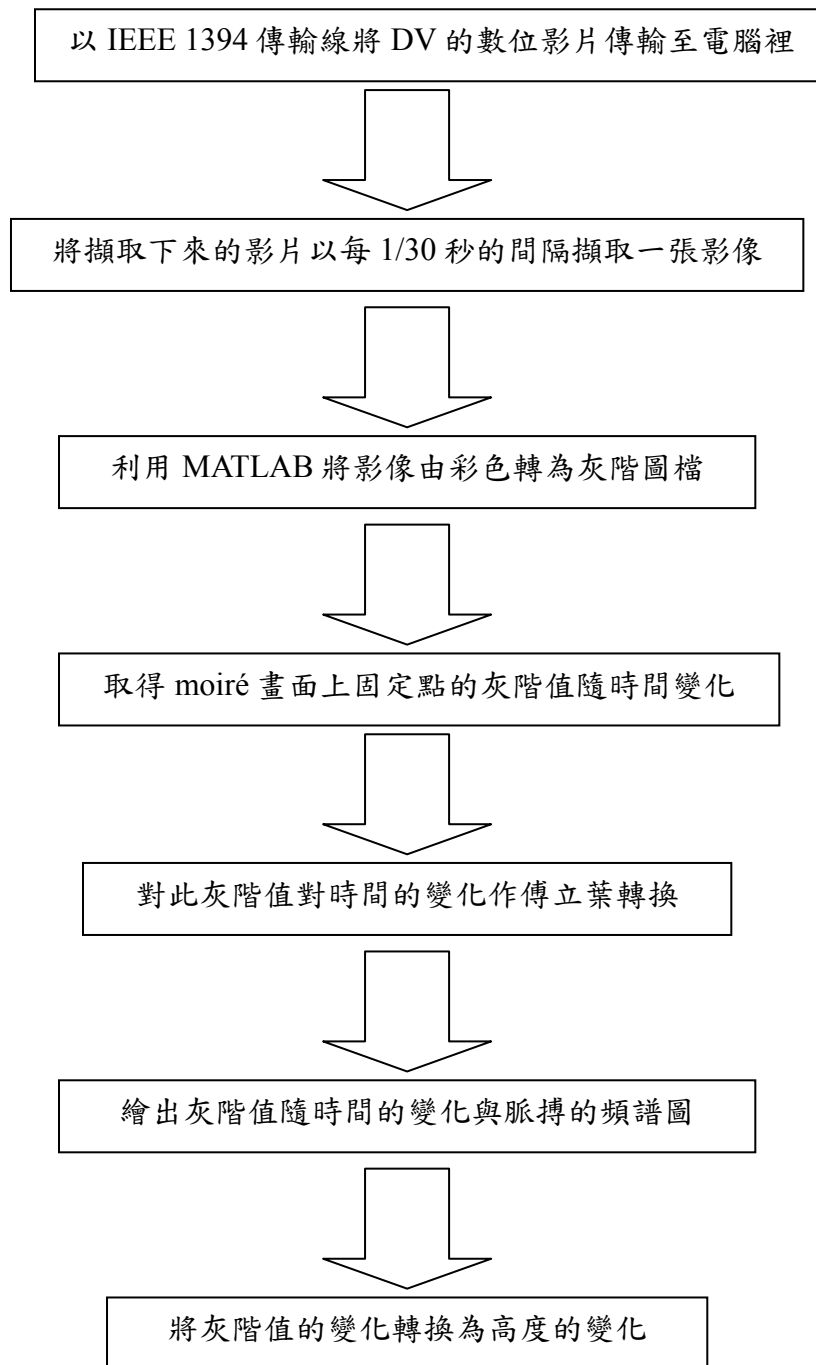 以 IEEE 1394 傳輸線將 DV 的數位影片傳輸至電腦裡
將擷取下來的影片以每 1/30 秒的間隔擷取一張影像
利用 MATLAB 將影像由彩色轉為灰階圖檔
取得 moiré 畫面上固定點的灰階值隨時間變化
對此灰階值對時間的變化作傅立葉轉換
繪出灰階值隨時間的變化與脈搏的頻譜圖
將灰階值的變化轉換為高度的變化